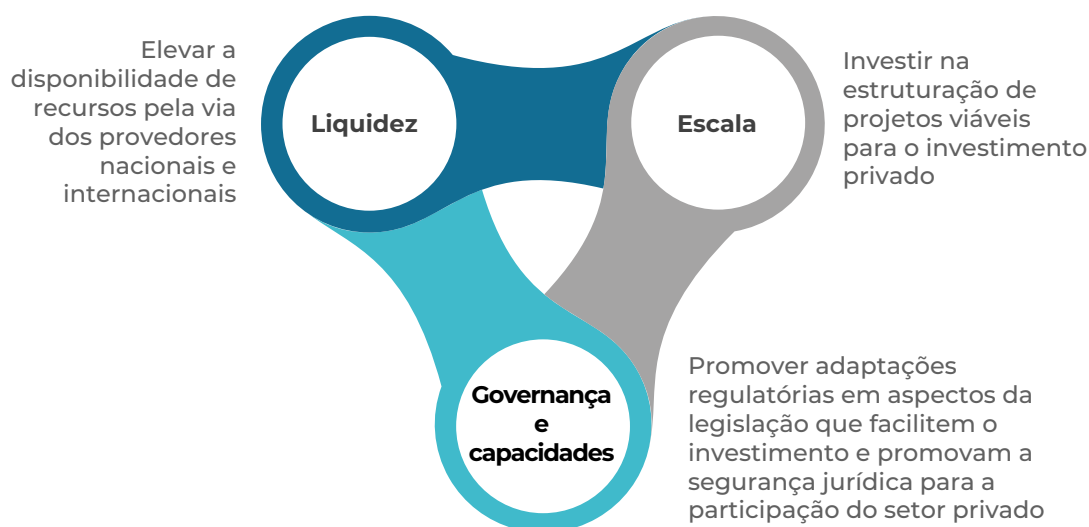 Elevar a
disponibilidade de
recursos pela via
dos provedores
nacionais e
internacionais
Liquidez
Escala
Investir na
estruturação de
projetos viáveis
para o investimento
privado
Governança
e
capacidades
Promover adaptações
regulatórias em aspectos da
legislação que facilitem o
investimento e promovam a
segurança jurídica para a
participação do setor privado